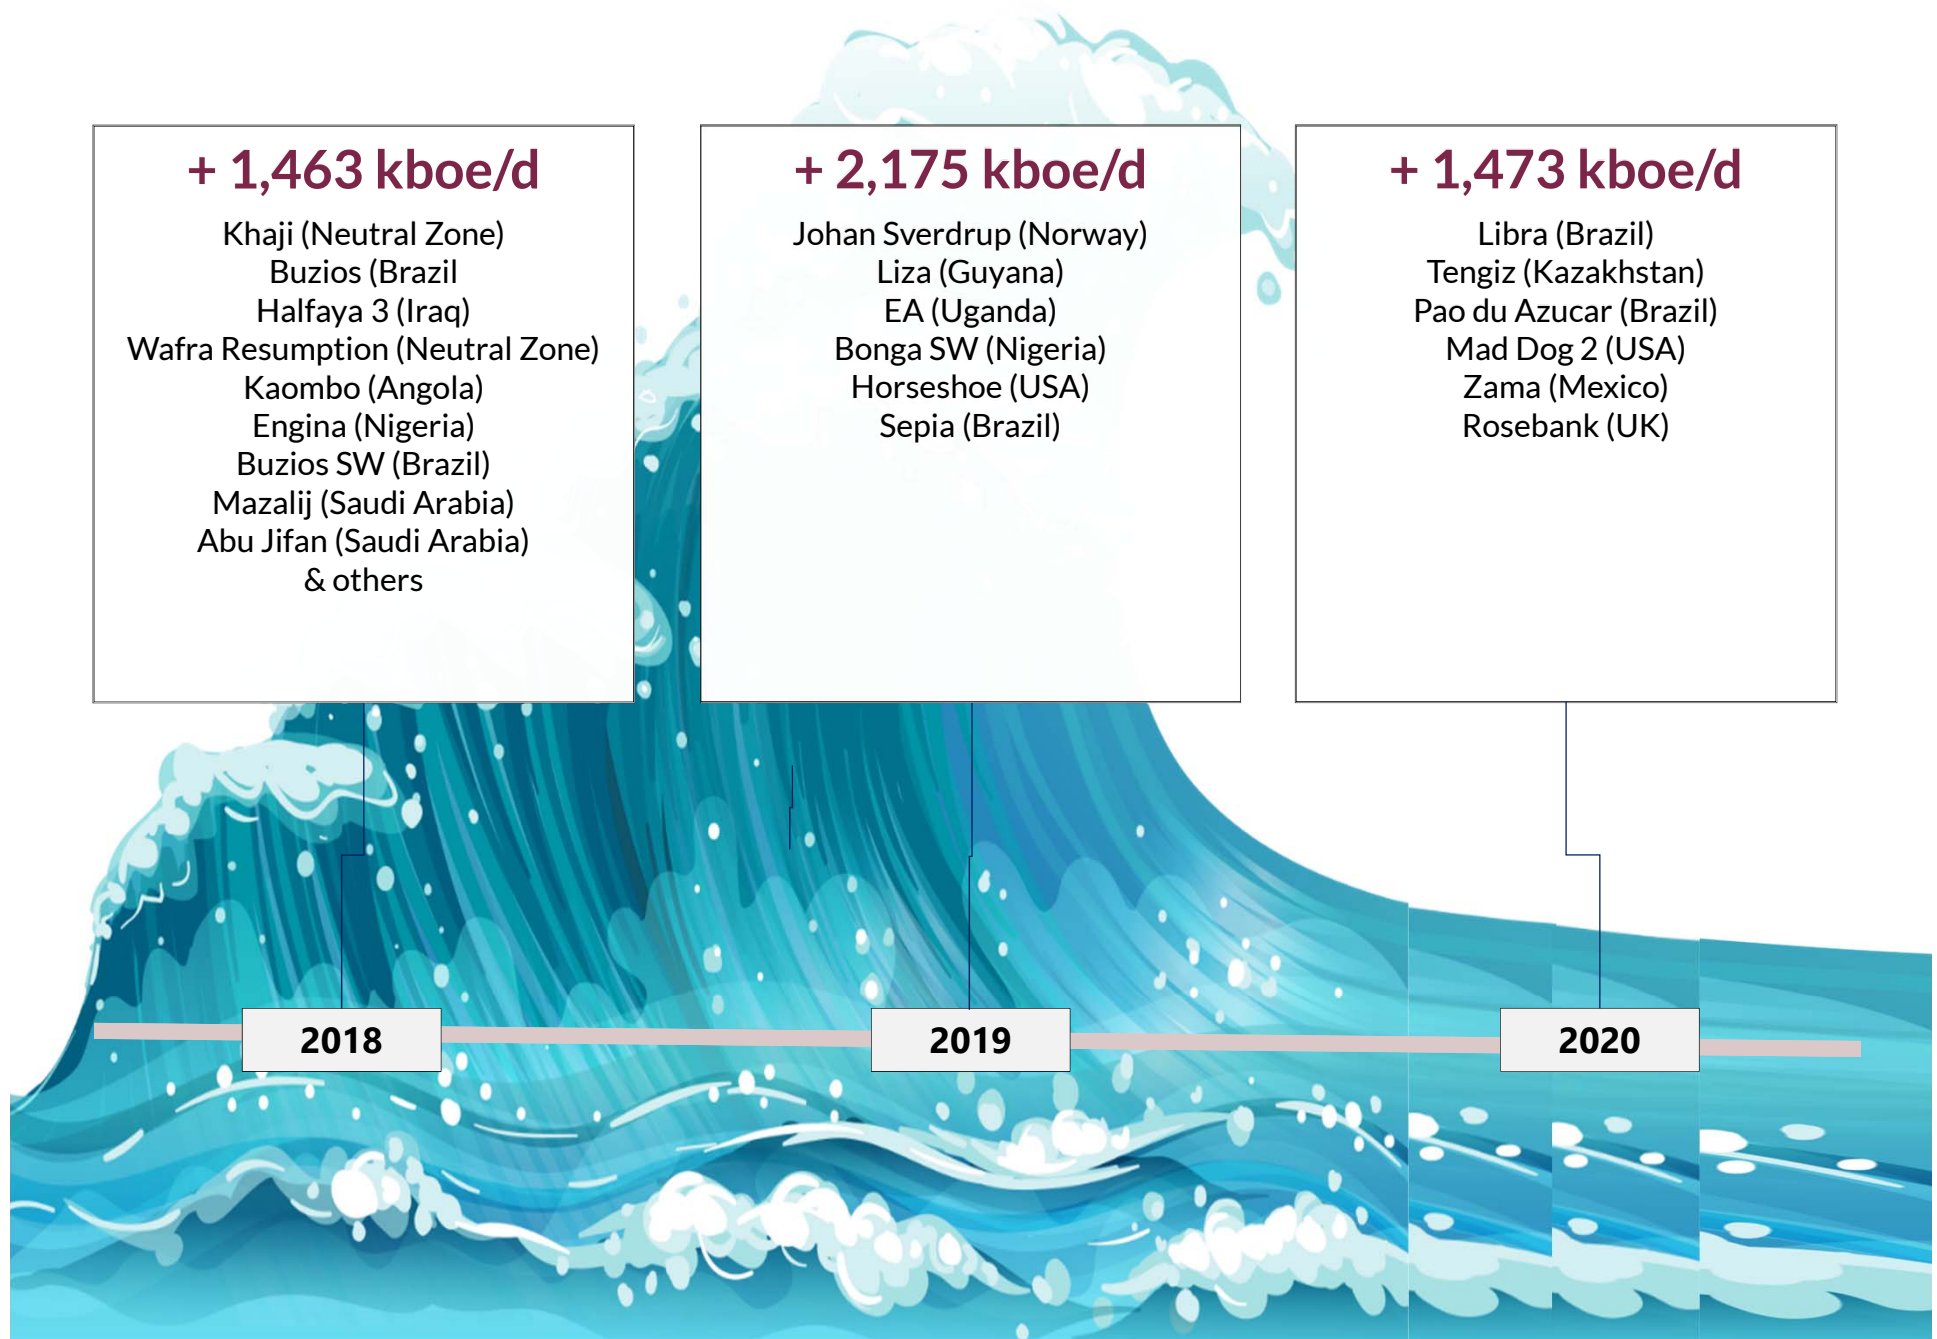 + 1,463 kboe/d
Khaji (Neutral Zone)
Buzios (Brazil
Halfaya 3 (Iraq)
Wafra Resumption (Neutral Zone)
Kaombo (Angola)
Engina (Nigeria)
Buzios SW (Brazil)
Mazalij (Saudi Arabia)
Abu Jifan (Saudi Arabia)
& others
+ 2,175 kboe/d
Johan Sverdrup (Norway)
Liza (Guyana)
EA (Uganda)
Bonga SW (Nigeria)
Horseshoe (USA)
Sepia (Brazil)
+ 1,473 kboe/d
Libra (Brazil)
Tengiz (Kazakhstan)
Pao du Azucar (Brazil)
Mad Dog 2 (USA)
Zama (Mexico)
Rosebank (UK)
2018
2019
2020